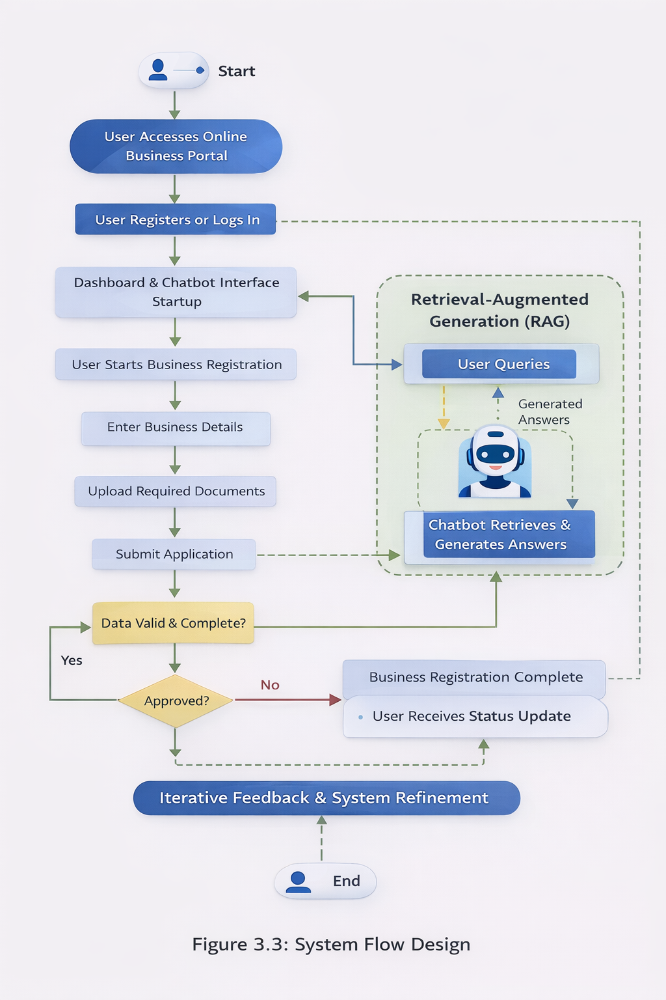 Start
User Accesses Online
Business Portal
User Registers or Logs In
Dashboard & Chatbot Interface
Startup
User Starts Business Registration
Enter Business Details
Upload Required Documents
Submit Application
Data Valid & Complete?
Yes
Approved?
No
Retrieval-Augmented
Generation (RAG)
User Queries
Generated
Answers
Chatbot Retrieves &
Generates Answers
Business Registration Complete
• User Receives Status Update
Iterative Feedback & System Refinement
End
Figure 3.3: System Flow Design